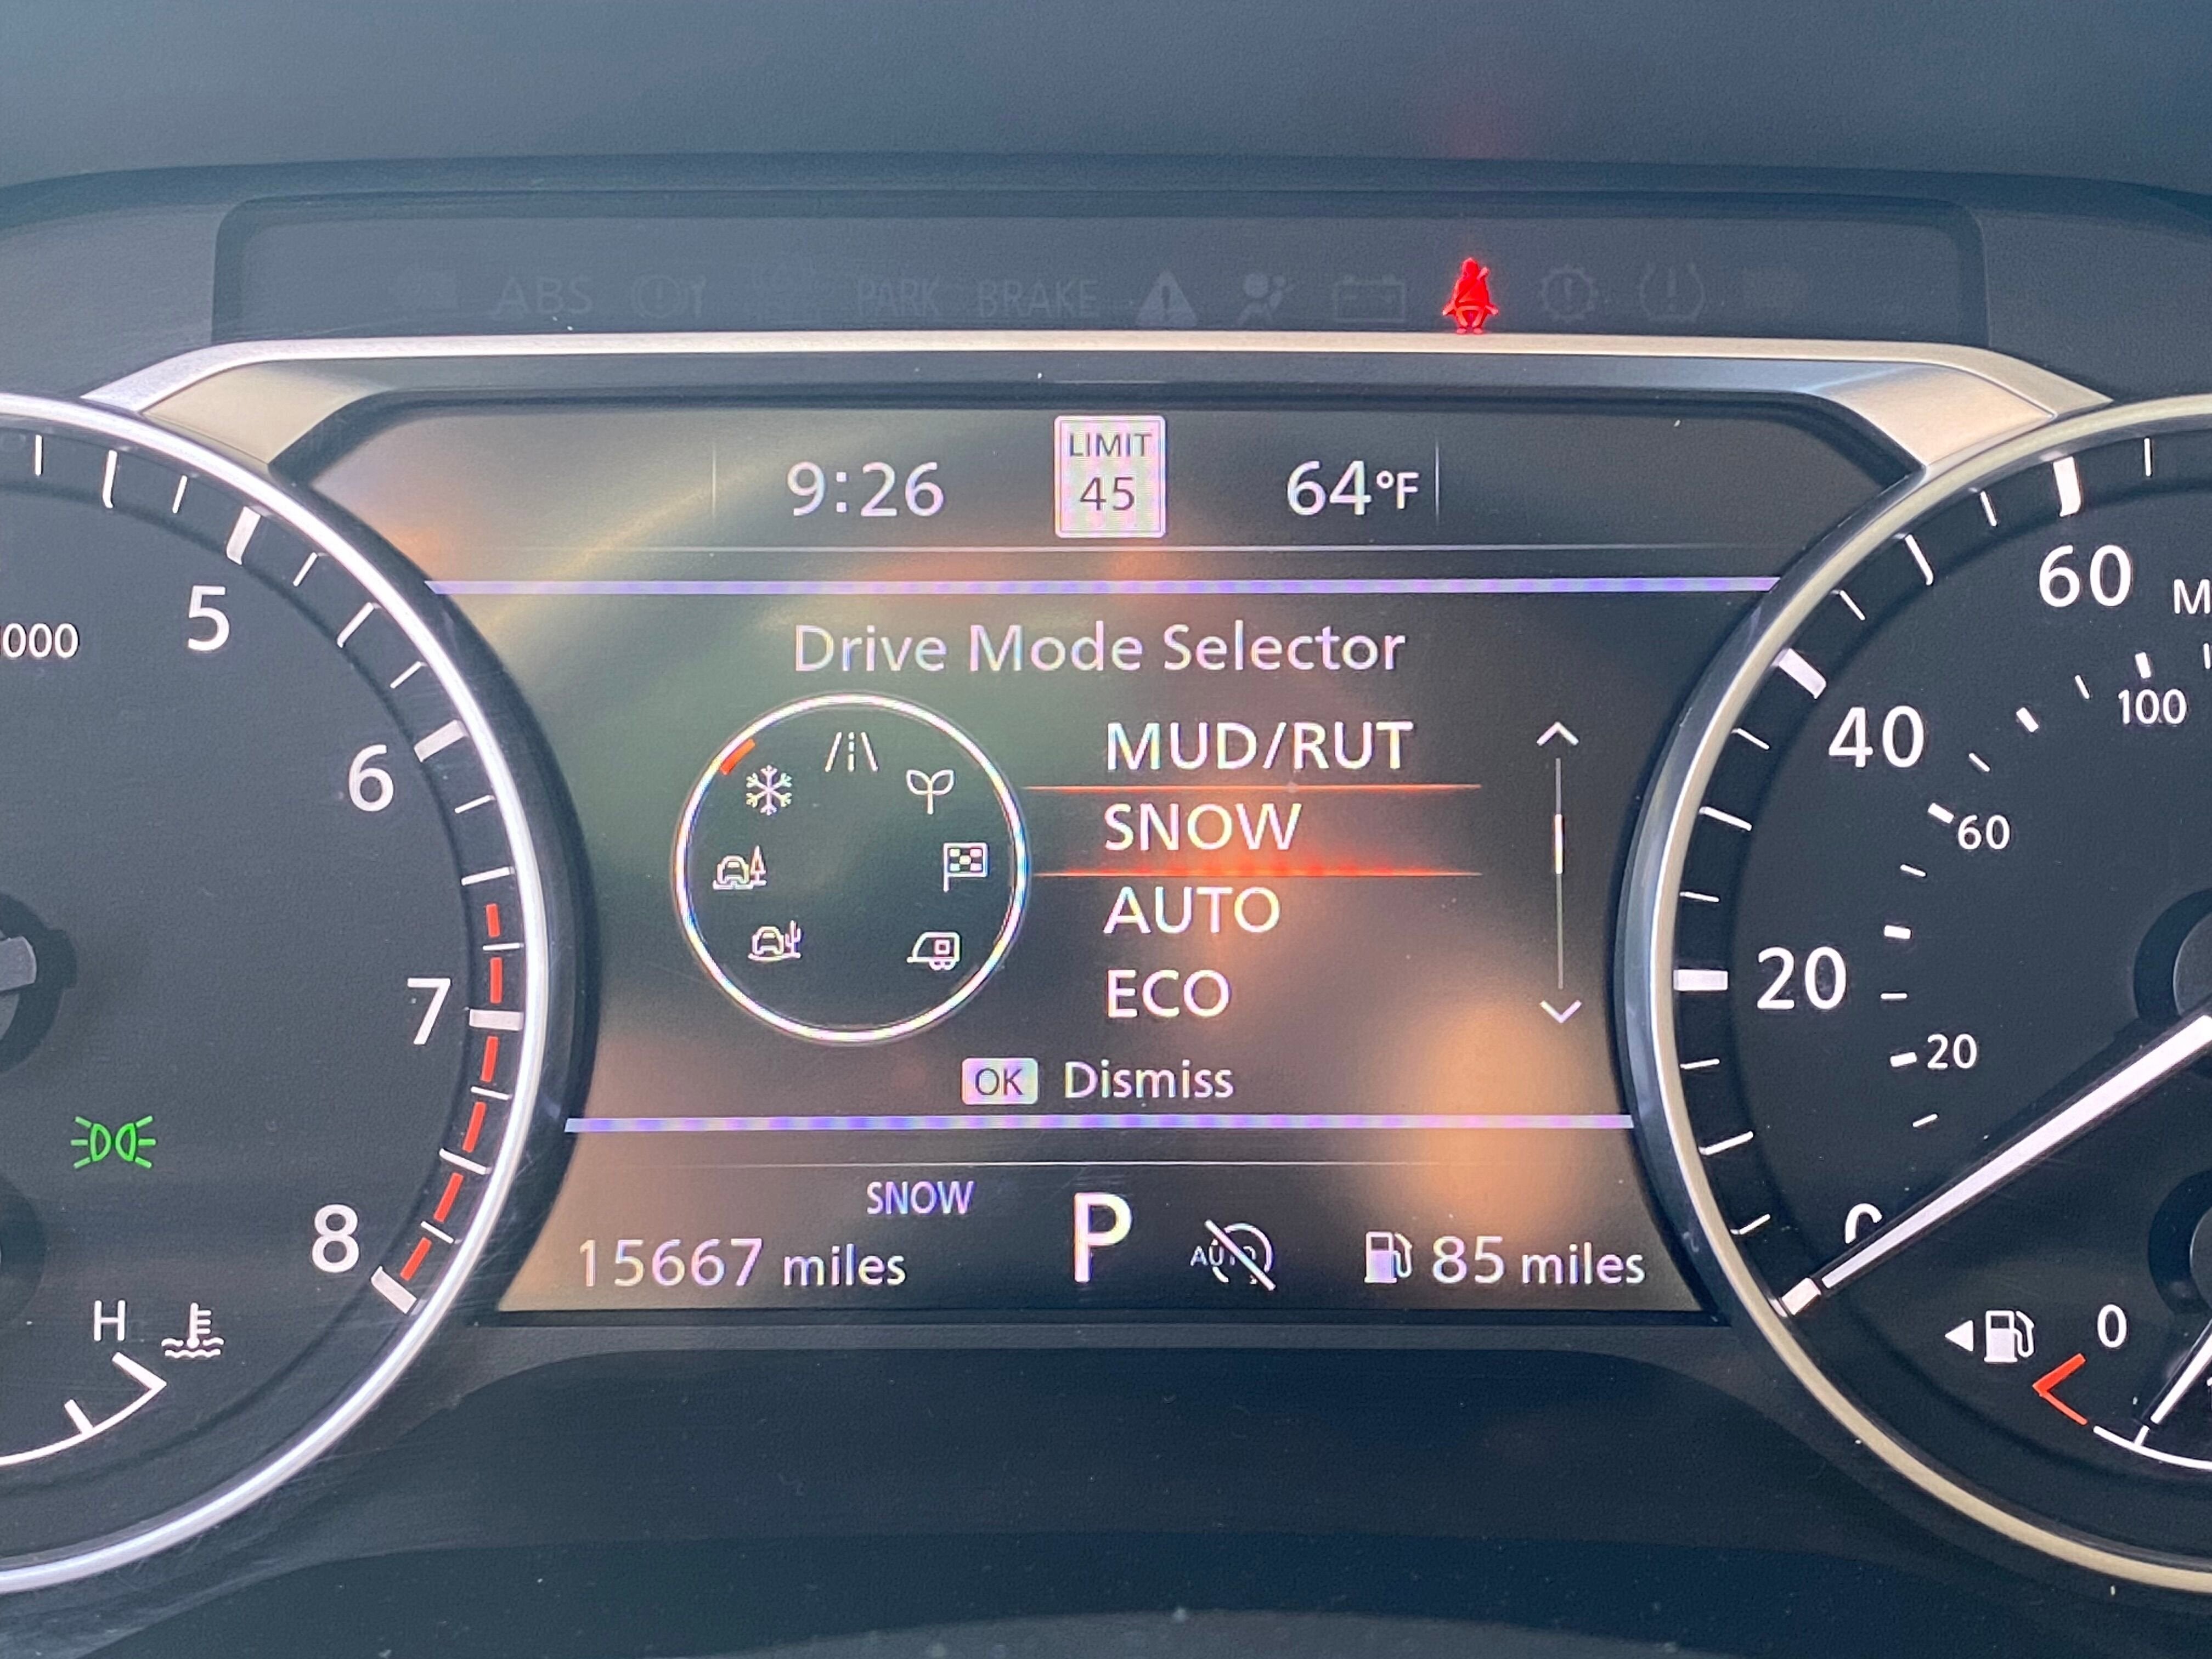 ABS
PARK BRAKE
9:26
LIMIT
45
64°F
000
5
6
7
8
H
Drive Mode Selector
MUD/RUT
SNOW
AUTO
ECO
OK Dismiss
SNOW
15667 miles
P
AUTO
85 miles
60
40
20
100
60
20
0
0